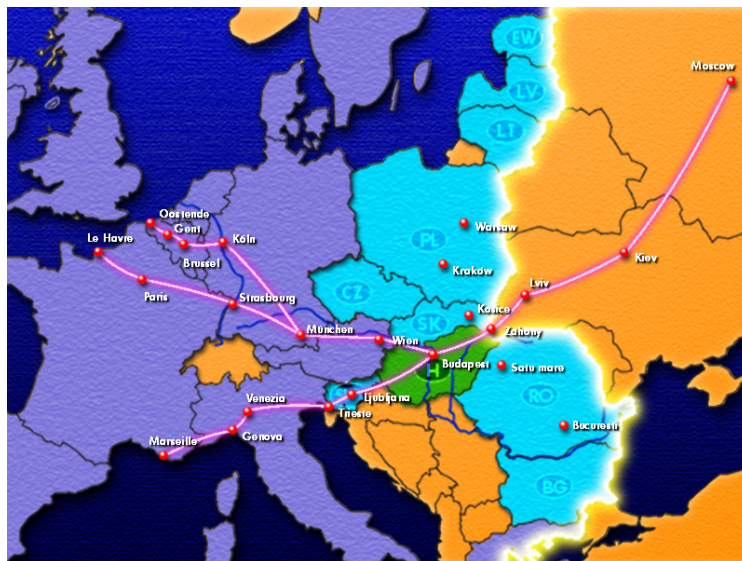 EW
Moscow
LV
LT
Oostende
Gent
Warsaw
Le Havre
Köln
PL
Brussel
Kiev
Kraków
Lviv
CZ
Paris
Strasbourg
Kosice
SK
Zahony
München
Wien
Budapest
H
Satu mare
RO
Ljubljana
Venezia
Trieste
Bucuresti
Marseille
Genova
BG